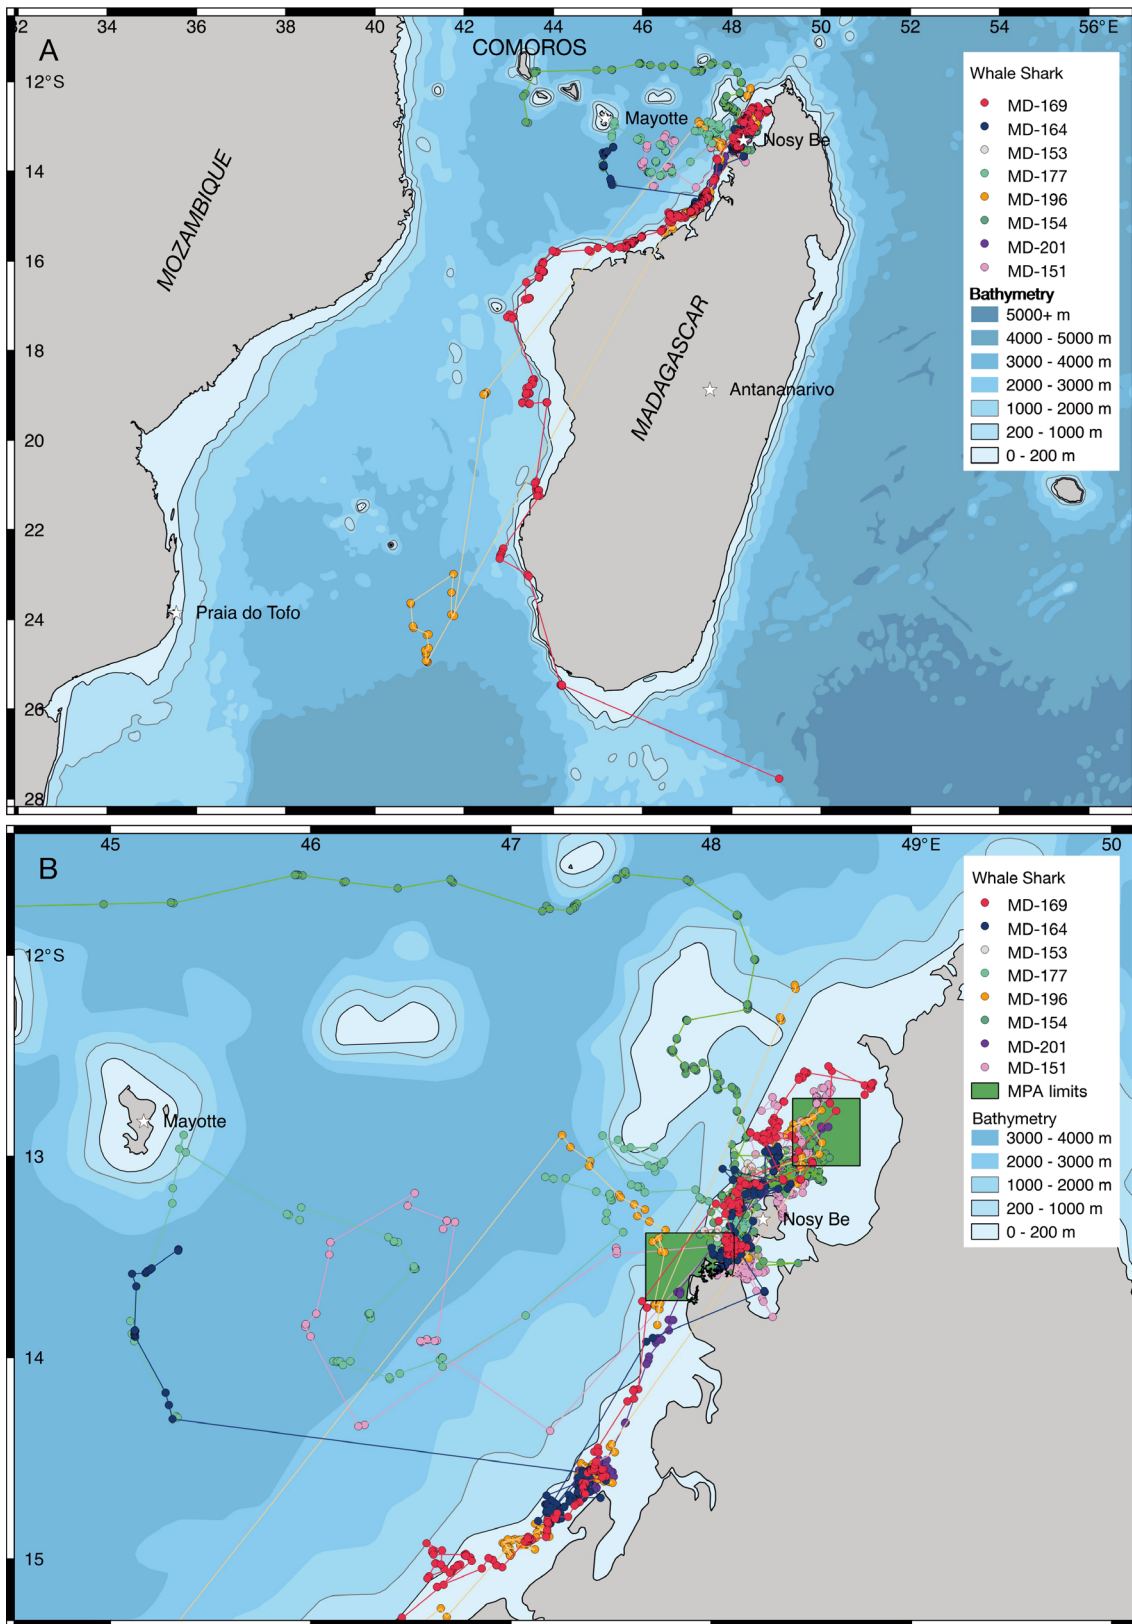 32 34 36 38 40 42 44 46 48 50 52 54 56°E
A
COMOROS
12°S
14
16
18
20
22
24
26
28
Mayotte
Nosy Be
MOZAMBIQUE
MADAGASCAR
Antananarivo
Praia do Tofo
Whale Shark
MD-169
MD-164
MD-153
MD-177
MD-196
MD-154
MD-201
MD-151
Bathymetry
5000+ m
4000 - 5000 m
3000 - 4000 m
2000 - 3000 m
1000 - 2000 m
200 - 1000 m
0 - 200 m
45 46 47 48 49°E 50
B
12°S
13
14
15
Mayotte
Nosy Be
Whale Shark
MD-169
MD-164
MD-153
MD-177
MD-196
MD-154
MD-201
MD-151
MPA limits
Bathymetry
3000 - 4000 m
2000 - 3000 m
1000 - 2000 m
200 - 1000 m
0 - 200 m